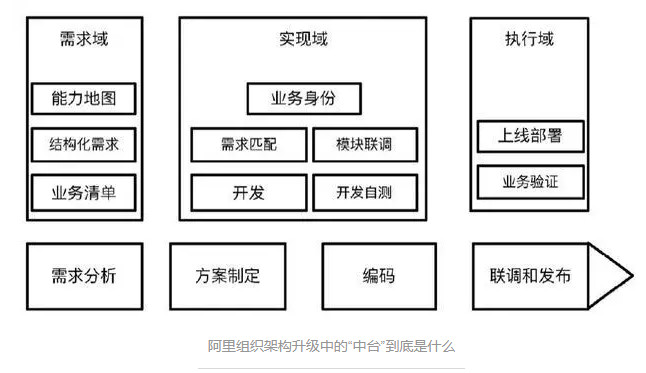 需求域
能力地图
结构化需求
业务清单
实现域
业务身份
需求匹配
模块联调
开发
开发自测
执行域
上线部署
业务验证
需求分析
方案制定
编码
联调和发布
阿里组织架构升级中的“中台”到底是什么